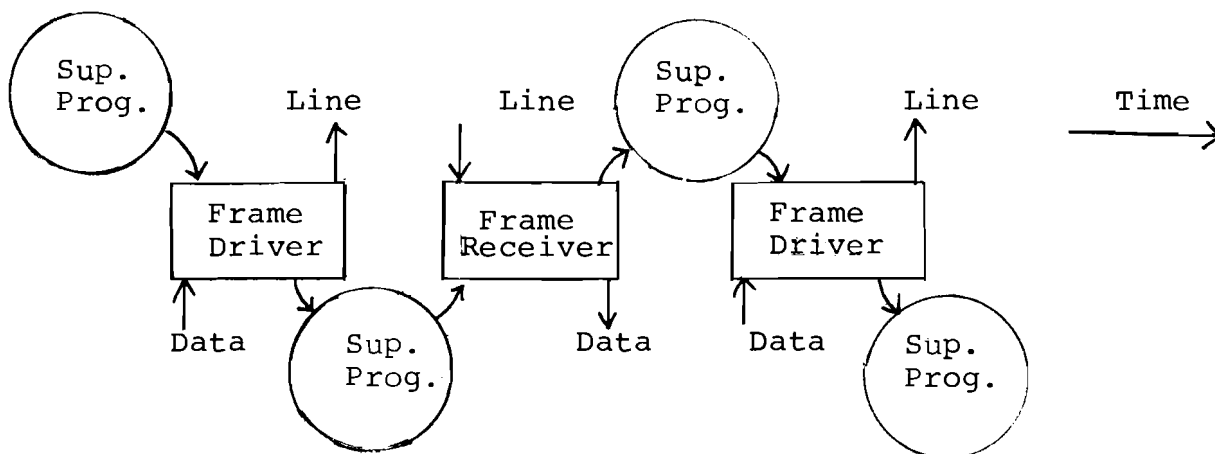 Sup.
Prog.
Line
Line
Sup.
Prog.
Line
Time
Frame
Driver
Frame
Receiver
Frame
Driver
Data
Sup.
Prog.
Data
Data
Sup.
Prog.